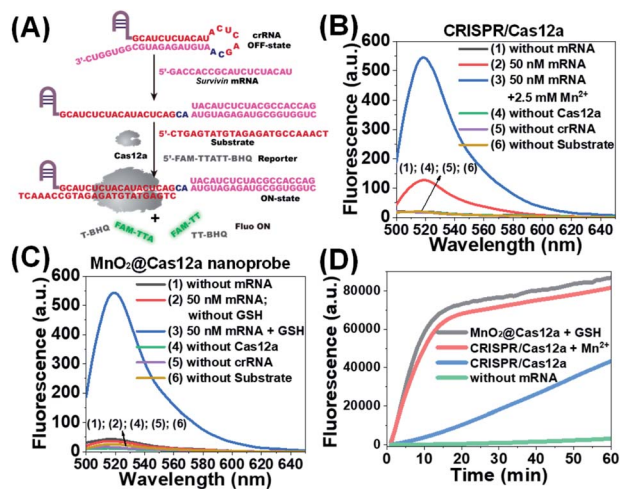 (A)
GCAUCUCUUACAUCUCGACGUAUGUAGAGAUGCGGUGGUC-3'
crRNA
OFF-state
5'-GACCACCGCAUCUCUACAU
Survivin mRNA
GCAUCUCUUACAUACUCAGCA
UACAUCUCUACGCCACCAG
AUGUAGAGAUGCGGUGGUC
Cas12a
5'-CTGAGTATGTAGAGATGCCAAACT
Substrate
5'-FAM-TTATT-BHQ Reporter
GCAUCUCUUACAUACUCAGCA
UACAUCUCUACGCCACCAG
AUGUAGAGAUGCGGUGGUC
TCAAACCGTAGAGATGTATGAGTC
ON-state
+
T-BHQ
FAM-TTA
FAM-TT
TT-BHQ
Fluo ON
(B)
CRISPR/Cas12a
(1) without mRNA
(2) 50 nM mRNA
(3) 50 nM mRNA
+2.5 mM Mn2+
(4) without Cas12a
(5) without crRNA
(6) without Substrate
(1); (4); (5); (6)
Fluorescence (a.u.)
600
500
400
300
200
100
0
500 520 540 560 580 600 640
Wavelength (nm)
(C)
MnO2@Cas12a nanoprobe
(1) without mRNA
(2) 50 nM mRNA;
without GSH
(3) 50 nM mRNA + GSH
(4) without Cas12a
(5) without crRNA
(6) without Substrate
(1); (2); (4); (5); (6)
Fluorescence (a.u.)
600
500
400
300
200
100
0
500 520 540 560 580 600 640
Wavelength (nm)
(D)
MnO2@Cas12a + GSH
CRISPR/Cas12a + Mn2+
CRISPR/Cas12a
without mRNA
Fluorescence (a.u.)
80000
60000
40000
20000
0
0 10 20 30 40 50 60
Time (min)